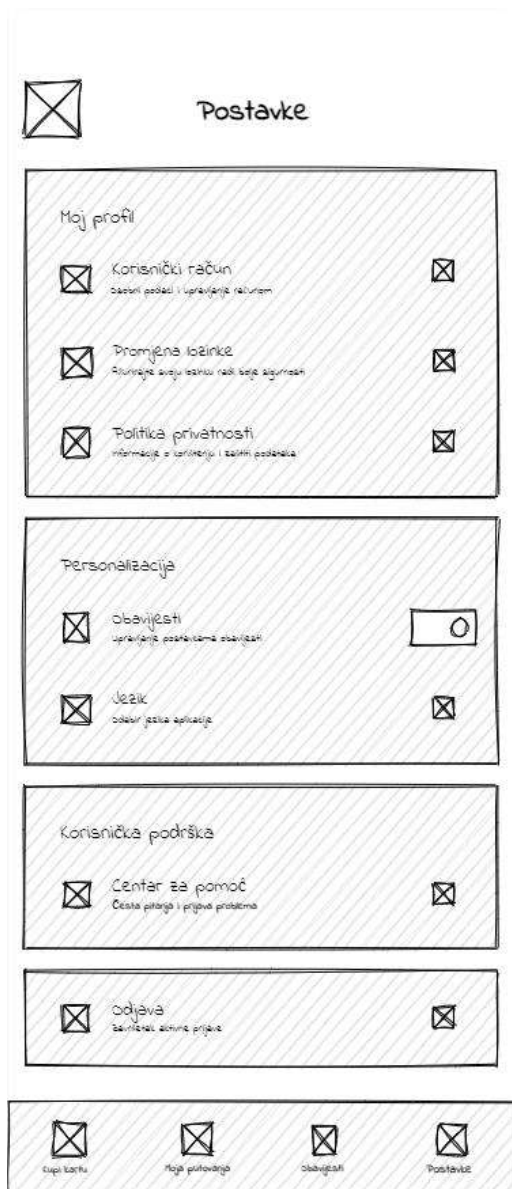 Postavke
Moj profil
Korisnički račun
Osobni podaci i upravljanje računom
Promjena lozinke
Ažurirajte svoju lozinku radi bolje sigurnosti
Politika privatnosti
Informacije o korištenju i zaštiti podataka
Personalizacija
Obavijesti
Upravljanje postavkama obavijesti
Jezik
Odabir jezika aplikacije
Korisnička podrška
Centar za pomoć
Česta pitanja i prijava problema
Odjava
Završetak aktivne prijave
Kupi kartu
Moja putovanja
Obavijesti
Postavke